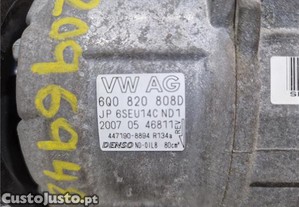 2096948
VW AG
6Q0 820 808D
JP 6SEU14C ND1
2007 05 46811
447190-8894 R134a
DENSO ND-OIL8 80cm³
custojusto.pt